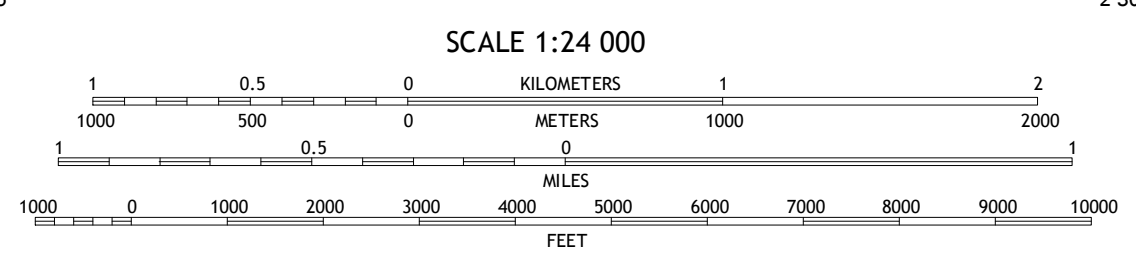 SCALE 1:24 000
1 0.5 0 KILOMETERS 1 2
1000 500 0 METERS 1000 2000
1 0.5 0 1
MILES
1000 0 1000 2000 3000 4000 5000 6000 7000 8000 9000 10000
FEET